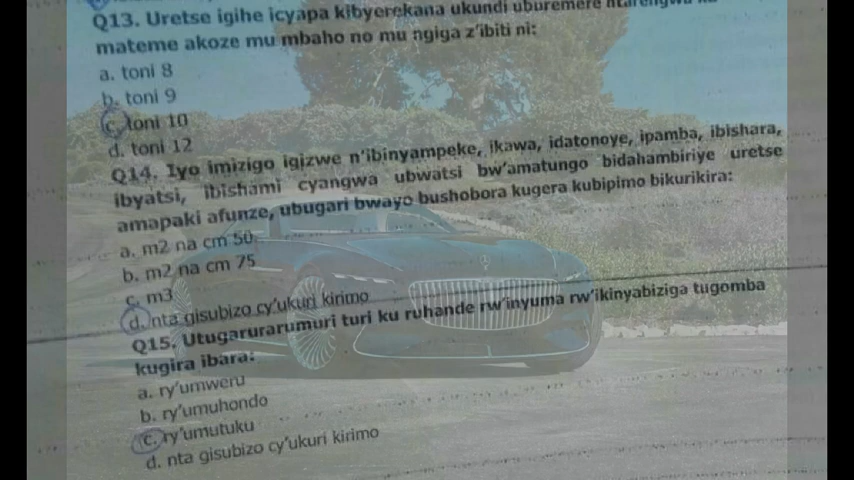 Q13. Uretse igihe icyapa kibyerekana ukundi uburemere ntarengwa
mateme akoze mu mbaho no mu ngiga z'ibiti ni:
a. toni 8
b. toni 9
c. toni 10
d. toni 12
Q14. Iyo imizigo igizwe n'ibinyampeke, ikawa, idatonoye, ipamba, ibishara,
ibyatsi, ibishami cyangwa ubwatsi bw'amatungo bidahambiriye uretse
amapaki afunze, ubugari bwayo bushobora kugera kubipimo bikurikira:
a. m2 na cm 50
b. m2 na cm 75
c. m3
d. nta gisubizo cy'ukuri kirimo
Q15. Utugarurarumuri turi ku ruhande rw'inyuma rw'ikinyabiziga tugomba
kugira ibara:
a. ry'umweru
b. ry'umuhondo
c. ry'umutuku
d. nta gisubizo cy'ukuri kirimo